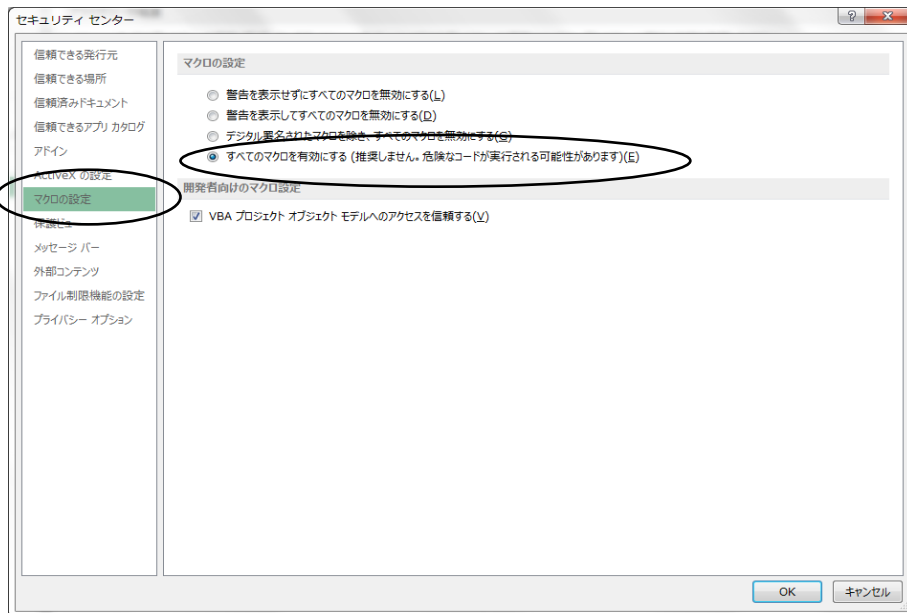 セキュリティ センター
信頼できる発行元
信頼できる場所
信頼済みドキュメント
信頼できるアプリ カタログ
アドイン
ActiveX の設定
マクロの設定
保護ビュー
メッセージ バー
外部コンテンツ
ファイル制限機能の設定
プライバシー オプション
マクロの設定
警告を表示せずにすべてのマクロを無効にする(L)
警告を表示してすべてのマクロを無効にする(D)
デジタル署名されたマクロを除き、すべてのマクロを無効にする(G)
すべてのマクロを有効にする (推奨しません。危険なコードが実行される可能性があります)(E)
開発者向けのマクロ設定
VBA プロジェクト オブジェクト モデルへのアクセスを信頼する(V)
OK
キャンセル